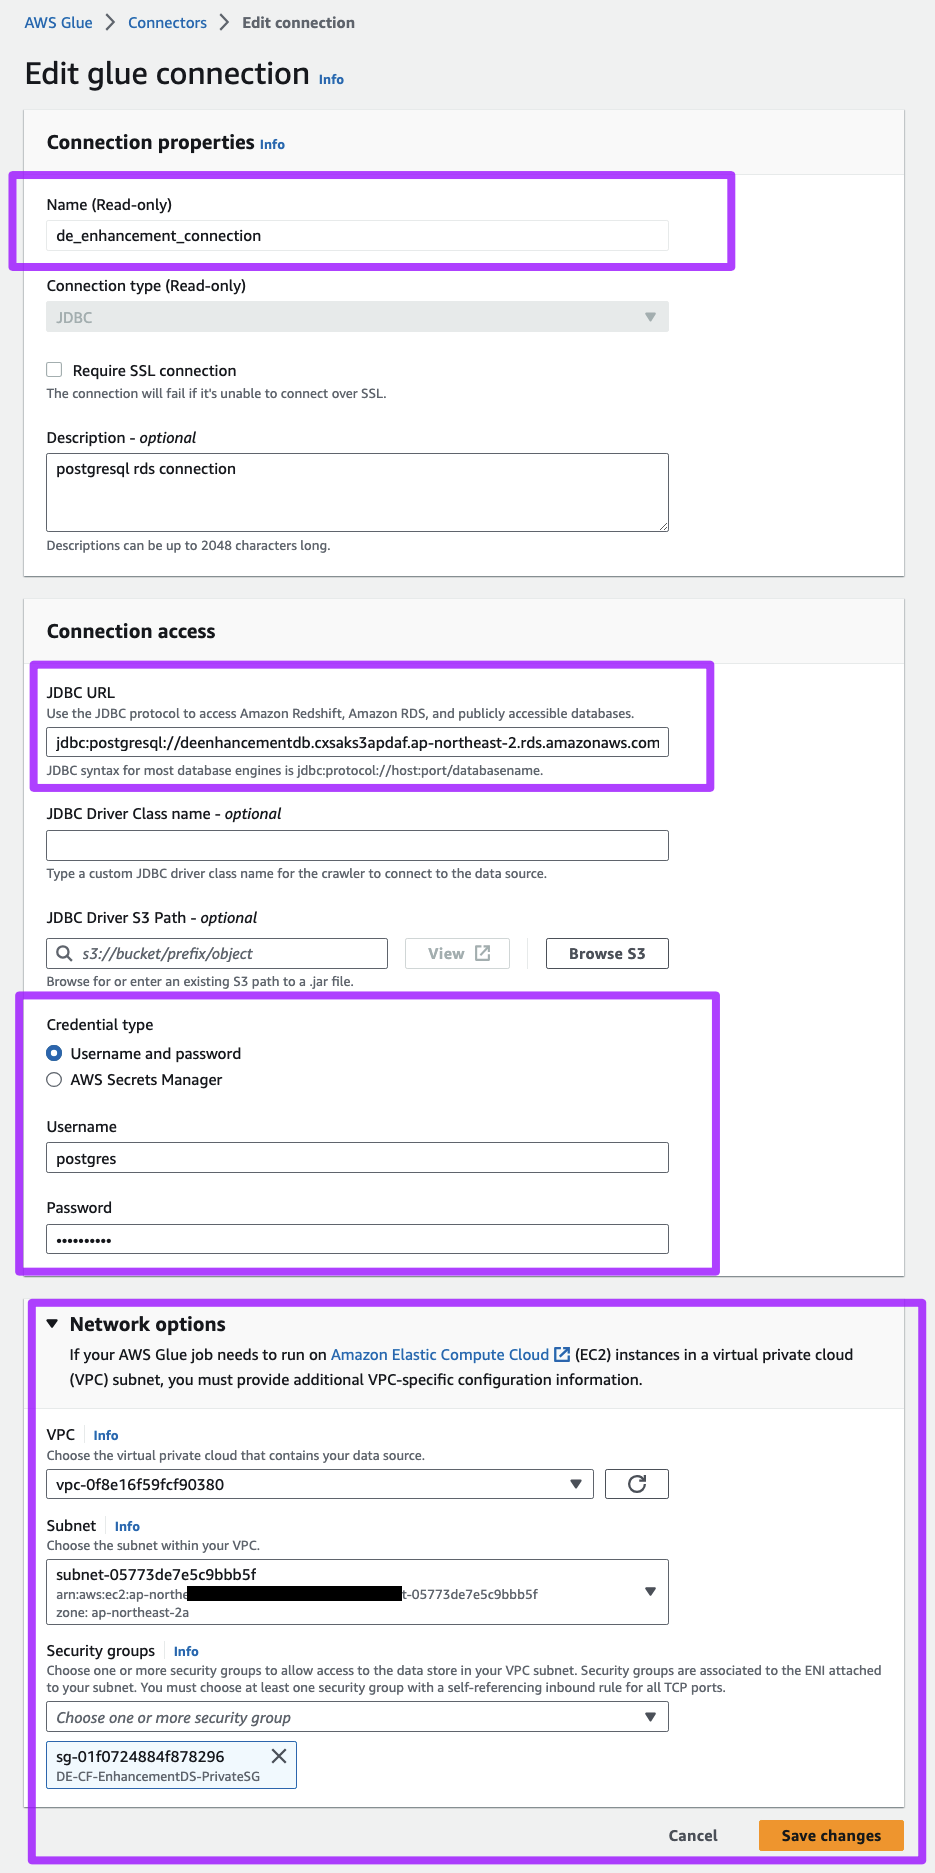 AWS Glue > Connectors > Edit connection
Edit glue connection Info
Connection properties Info
Name (Read-only)
de_enhancement_connection
Connection type (Read-only)
JDBC
Require SSL connection
The connection will fail if it's unable to connect over SSL.
Description - optional
postgresql rds connection
Descriptions can be up to 2048 characters long.
Connection access
JDBC URL
Use the JDBC protocol to access Amazon Redshift, Amazon RDS, and publicly accessible databases.
jdbc:postgresql://deenhancementdb.cxsaks3apdaf.ap-northeast-2.rds.amazonaws.com
JDBC syntax for most database engines is jdbc:protocol://host:port/databasename.
JDBC Driver Class name - optional
Type a custom JDBC driver class name for the crawler to connect to the data source.
JDBC Driver S3 Path - optional
s3://bucket/prefix/object View Browse S3
Browse for or enter an existing S3 path to a .jar file.
Credential type
Username and password
AWS Secrets Manager
Username
postgres
Password
••••••••••
Network options
If your AWS Glue job needs to run on Amazon Elastic Compute Cloud (EC2) instances in a virtual private cloud
(VPC) subnet, you must provide additional VPC-specific configuration information.
VPC Info
Choose the virtual private cloud that contains your data source.
vpc-0f8e16f59fcf90380
Subnet Info
Choose the subnet within your VPC.
subnet-05773de7e5c9bbb5f
arn:aws:ec2:ap-northe t-05773de7e5c9bbb5f
zone: ap-northeast-2a
Security groups Info
Choose one or more security groups to allow access to the data store in your VPC subnet. Security groups are associated to the ENI attached
to your subnet. You must choose at least one security group with a self-referencing inbound rule for all TCP ports.
Choose one or more security group
sg-01f0724884f878296
DE-CF-EnhancementDS-PrivateSG
Cancel Save changes